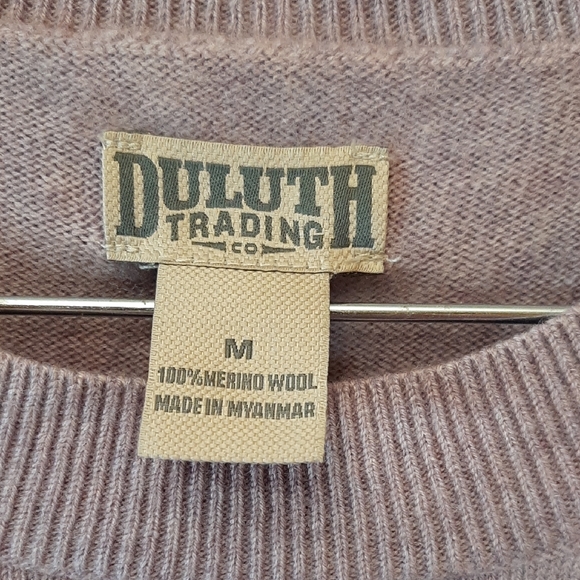 DULUTH
TRADING
CO
M
100% MERINO WOOL
MADE IN MYANMAR